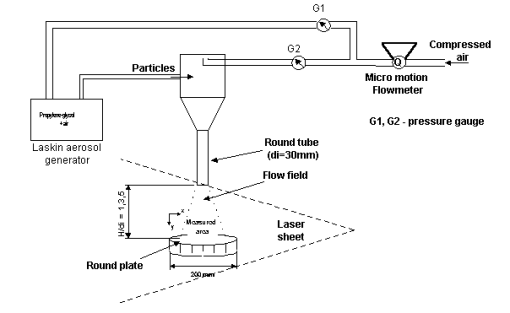 G1
Compressed
air
G2
Q
Micro motion
Flowmeter
Particles
Propylene glycol
+air
Laskin aerosol
generator
G1, G2 - pressure gauge
Round tube
(di=30mm)
Flow field
H/di = 1,3,5
x
y
Measured
area
Laser
sheet
Round plate
200 mm